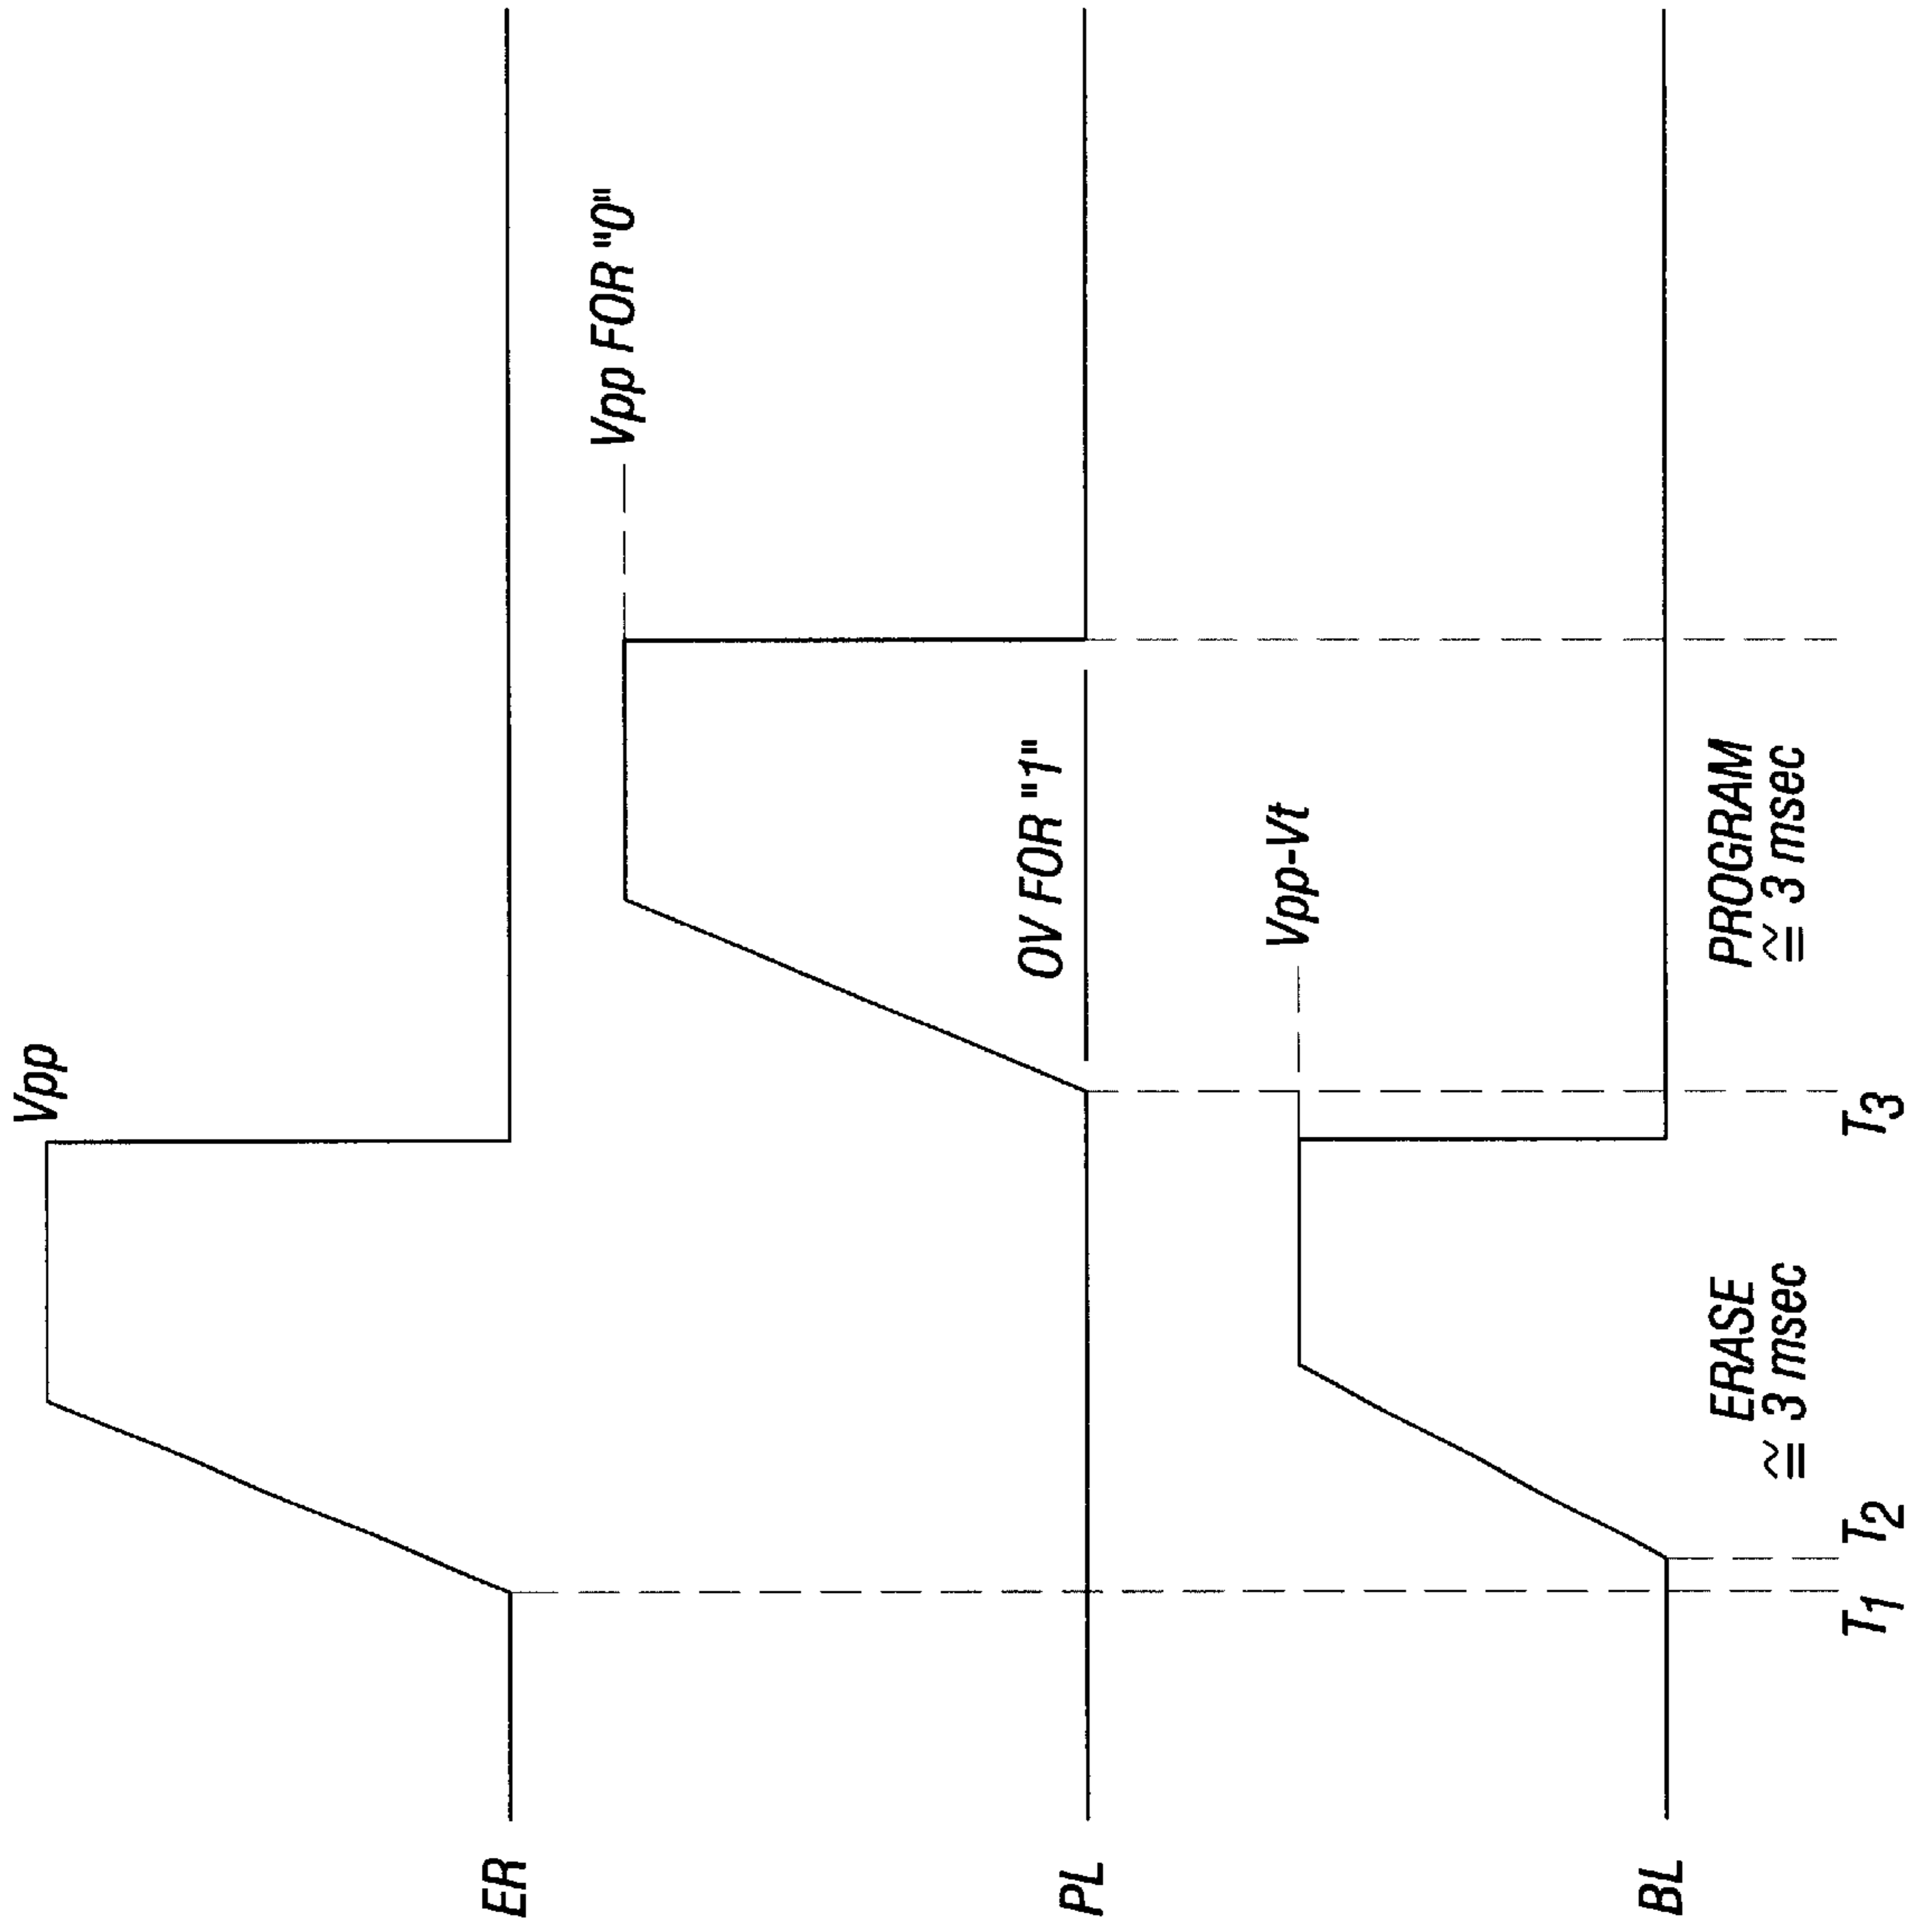 Vpp
ER
Vpp FOR "0"
OV FOR "1"
PL
Vpp-Vt
BL
ERASE
≅ 3 msec
PROGRAM
≅ 3 msec
T1
T2
T3